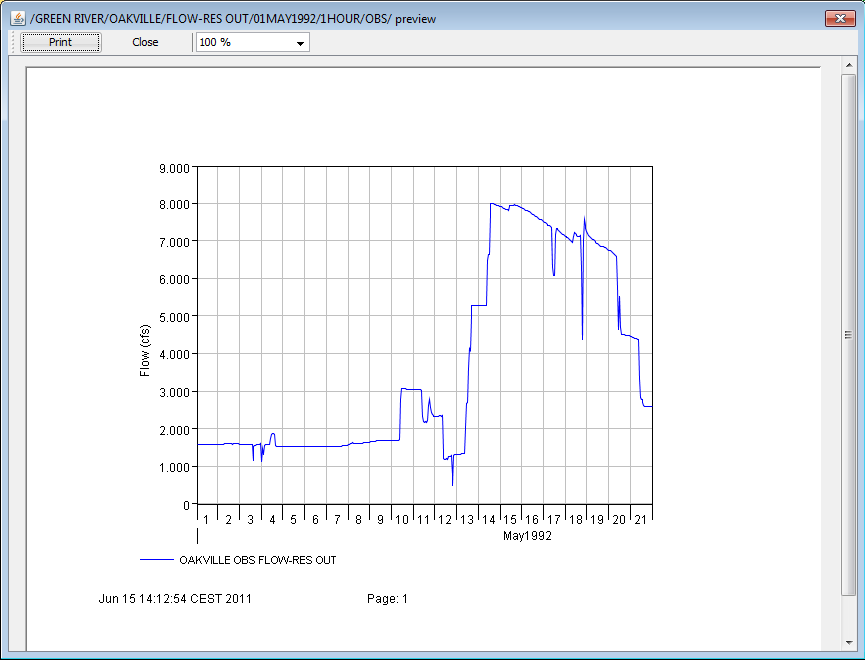 /GREEN RIVER/OAKVILLE/FLOW-RES OUT/01MAY1992/1HOUR/OBS/ preview
Print Close 100 %
9.000
8.000
7.000
6.000
5.000
4.000
3.000
2.000
1.000
0
Flow (cfs)
1 2 3 4 5 6 7 8 9 10 11 12 13 14 15 16 17 18 19 20 21
May1992
OAKVILLE OBS FLOW-RES OUT
Jun 15 14:12:54 CEST 2011 Page: 1